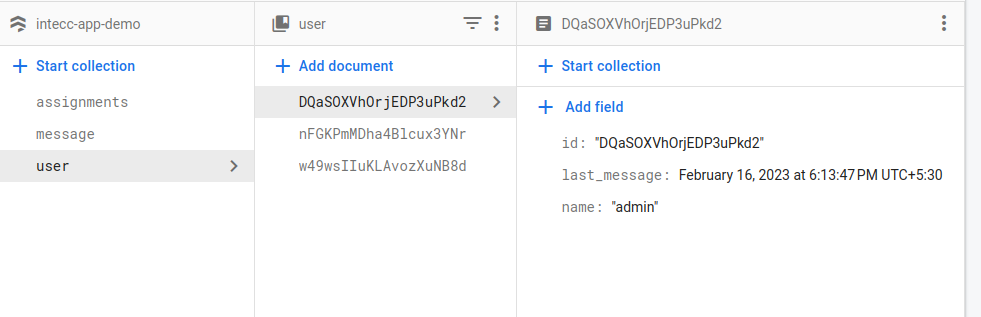 intecc-app-demo
Start collection
assignments
message
user
user
Add document
DQaSOXVhOrjEDP3uPkd2
nFGKPmMDha4Blcux3YNr
w49wsIIuKLAvozXuNB8d
DQaSOXVhOrjEDP3uPkd2
Start collection
Add field
id: "DQaSOXVhOrjEDP3uPkd2"
last_message: February 16, 2023 at 6:13:47 PM UTC+5:30
name: "admin"